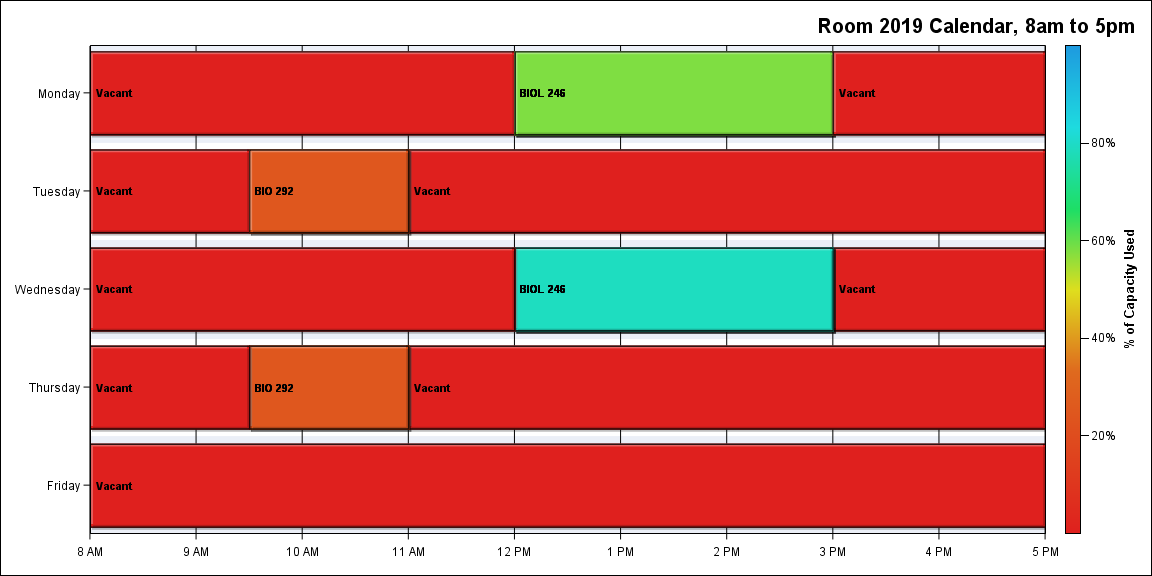 Room 2019 Calendar, 8am to 5pm
Monday
Vacant
BIOL 246
Vacant
Tuesday
Vacant
BIO 292
Vacant
Wednesday
Vacant
BIOL 246
Vacant
Thursday
Vacant
BIO 292
Vacant
Friday
Vacant
8 AM 9 AM 10 AM 11 AM 12 PM 1 PM 2 PM 3 PM 4 PM 5 PM
80%
60%
40%
20%
% of Capacity Used